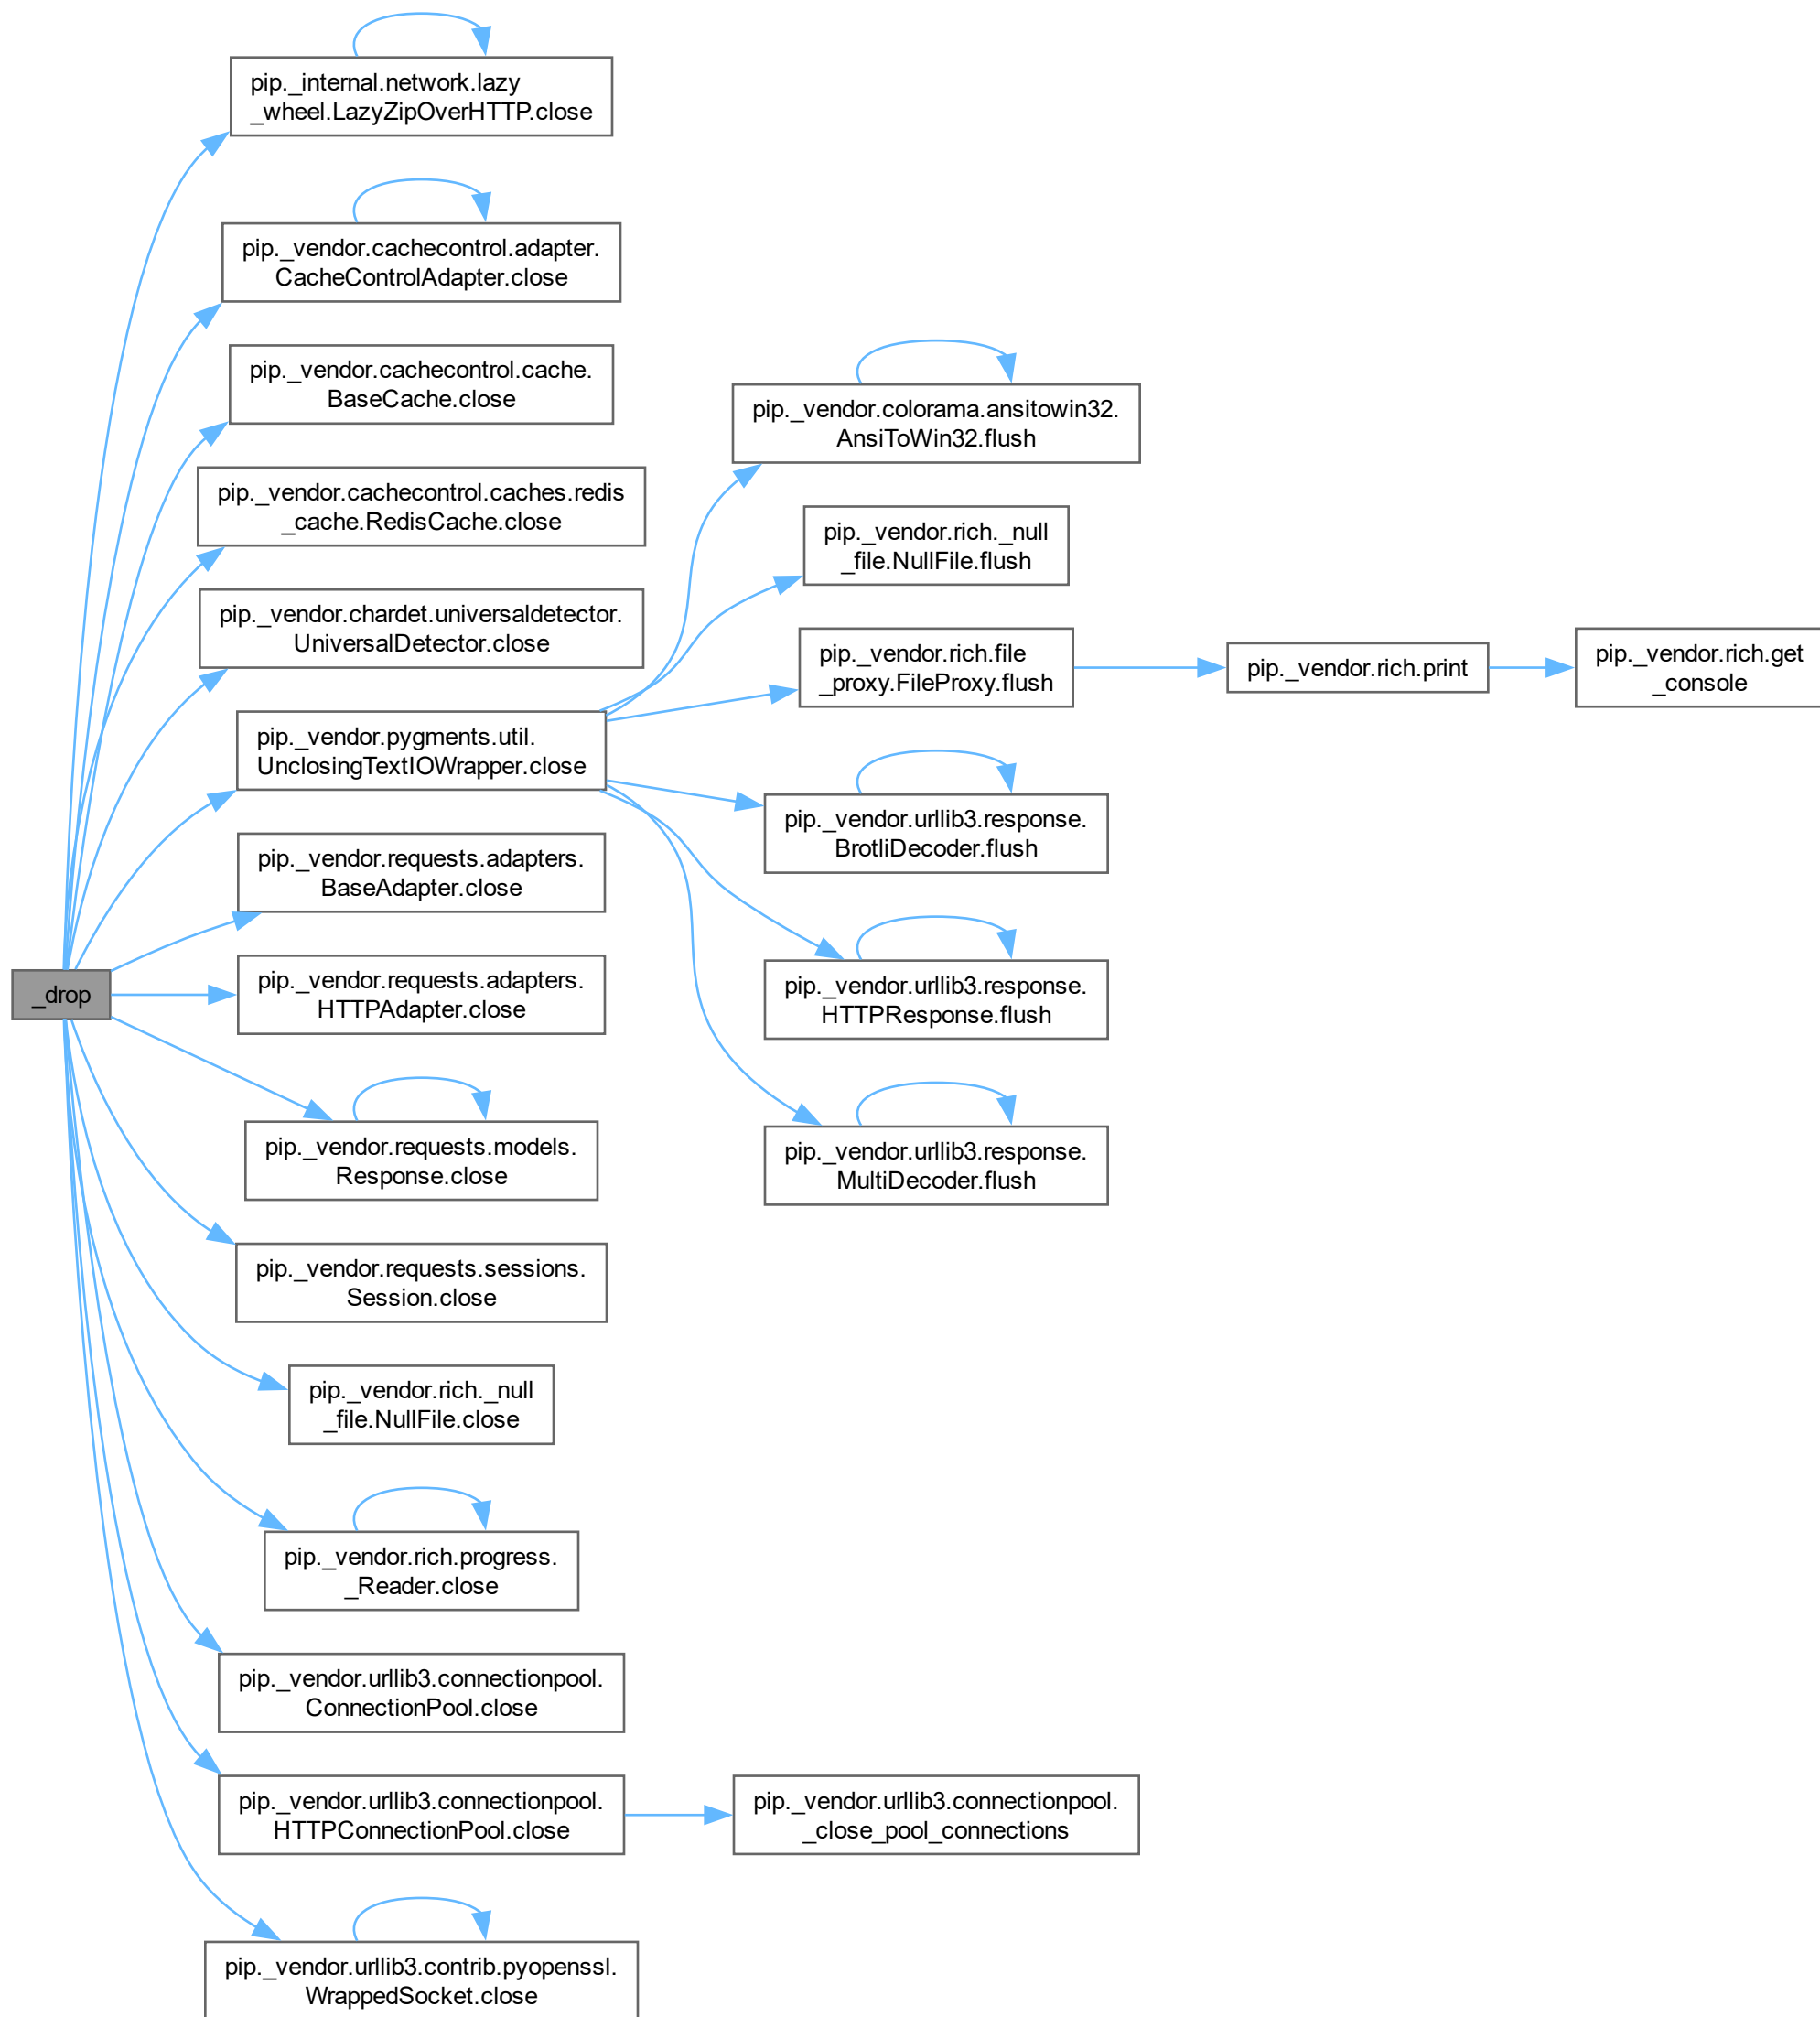 pip._internal.network.lazy
_wheel.LazyZipOverHTTP.close
pip._vendor.cachecontrol.adapter.
CacheControlAdapter.close
pip._vendor.cachecontrol.cache.
BaseCache.close
pip._vendor.cachecontrol.caches.redis
_cache.RedisCache.close
pip._vendor.chardet.universaldetector.
UniversalDetector.close
pip._vendor.pygments.util.
UnclosingTextIOWrapper.close
pip._vendor.requests.adapters.
BaseAdapter.close
_drop
pip._vendor.requests.adapters.
HTTPAdapter.close
pip._vendor.requests.models.
Response.close
pip._vendor.requests.sessions.
Session.close
pip._vendor.rich._null
_file.NullFile.close
pip._vendor.rich.progress.
_Reader.close
pip._vendor.urllib3.connectionpool.
ConnectionPool.close
pip._vendor.urllib3.connectionpool.
HTTPConnectionPool.close
pip._vendor.urllib3.contrib.pyopenssl.
WrappedSocket.close
pip._vendor.colorama.ansitowin32.
AnsiToWin32.flush
pip._vendor.rich._null
_file.NullFile.flush
pip._vendor.rich.file
_proxy.FileProxy.flush
pip._vendor.urllib3.response.
BrotliDecoder.flush
pip._vendor.urllib3.response.
HTTPResponse.flush
pip._vendor.urllib3.response.
MultiDecoder.flush
pip._vendor.urllib3.connectionpool.
_close_pool_connections
pip._vendor.rich.print
pip._vendor.rich.get
_console